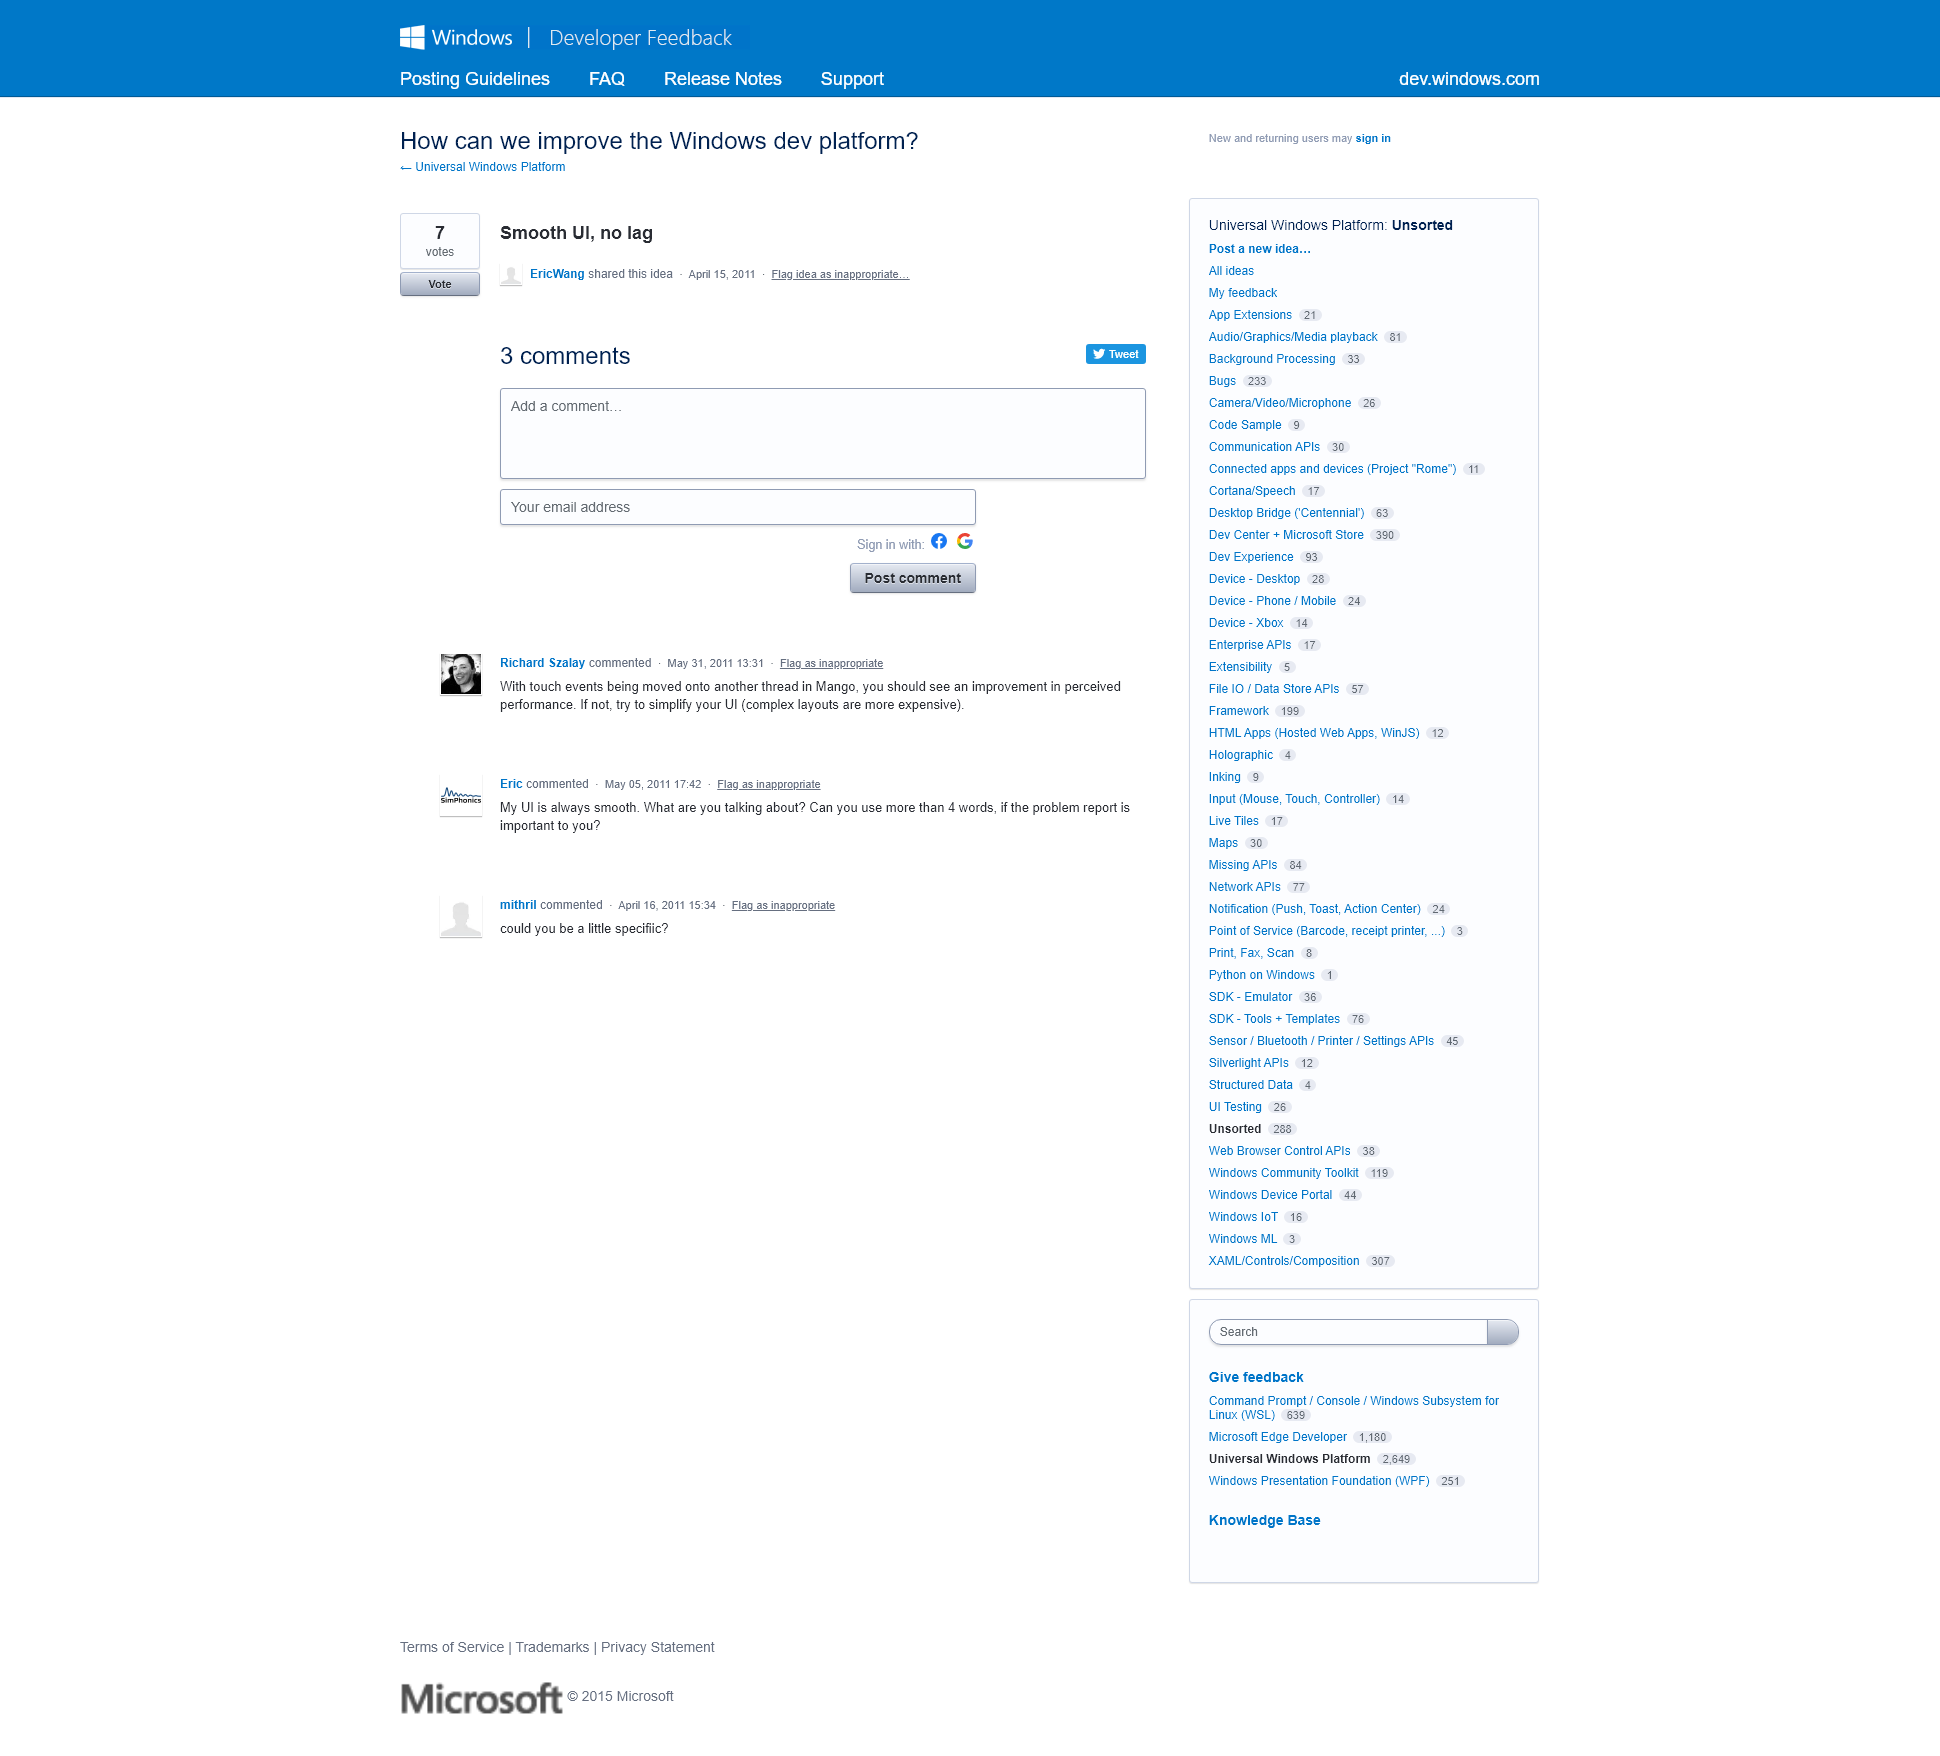 Windows | Developer Feedback
Posting Guidelines FAQ Release Notes Support dev.windows.com
How can we improve the Windows dev platform?
← Universal Windows Platform
New and returning users may sign in
7
votes
Vote
Smooth UI, no lag
EricWang shared this idea · April 15, 2011 · Flag idea as inappropriate…
3 comments
Tweet
Add a comment…
Your email address
Sign in with:
Post comment
Richard Szalay commented · May 31, 2011 13:31 · Flag as inappropriate
With touch events being moved onto another thread in Mango, you should see an improvement in perceived
performance. If not, try to simplify your UI (complex layouts are more expensive).
SimPhonics
Eric commented · May 05, 2011 17:42 · Flag as inappropriate
My UI is always smooth. What are you talking about? Can you use more than 4 words, if the problem report is
important to you?
mithril commented · April 16, 2011 15:34 · Flag as inappropriate
could you be a little specifiic?
Universal Windows Platform: Unsorted
Post a new idea…
All ideas
My feedback
App Extensions 21
Audio/Graphics/Media playback 81
Background Processing 33
Bugs 233
Camera/Video/Microphone 26
Code Sample 9
Communication APIs 30
Connected apps and devices (Project "Rome") 11
Cortana/Speech 17
Desktop Bridge ('Centennial') 63
Dev Center + Microsoft Store 390
Dev Experience 93
Device - Desktop 28
Device - Phone / Mobile 24
Device - Xbox 14
Enterprise APIs 17
Extensibility 5
File IO / Data Store APIs 57
Framework 199
HTML Apps (Hosted Web Apps, WinJS) 12
Holographic 4
Inking 9
Input (Mouse, Touch, Controller) 14
Live Tiles 17
Maps 30
Missing APIs 84
Network APIs 77
Notification (Push, Toast, Action Center) 24
Point of Service (Barcode, receipt printer, ...) 3
Print, Fax, Scan 8
Python on Windows 1
SDK - Emulator 36
SDK - Tools + Templates 76
Sensor / Bluetooth / Printer / Settings APIs 45
Silverlight APIs 12
Structured Data 4
UI Testing 26
Unsorted 288
Web Browser Control APIs 38
Windows Community Toolkit 119
Windows Device Portal 44
Windows IoT 16
Windows ML 3
XAML/Controls/Composition 307
Search
Give feedback
Command Prompt / Console / Windows Subsystem for
Linux (WSL) 639
Microsoft Edge Developer 1,180
Universal Windows Platform 2,649
Windows Presentation Foundation (WPF) 251
Knowledge Base
Terms of Service | Trademarks | Privacy Statement
Microsoft © 2015 Microsoft